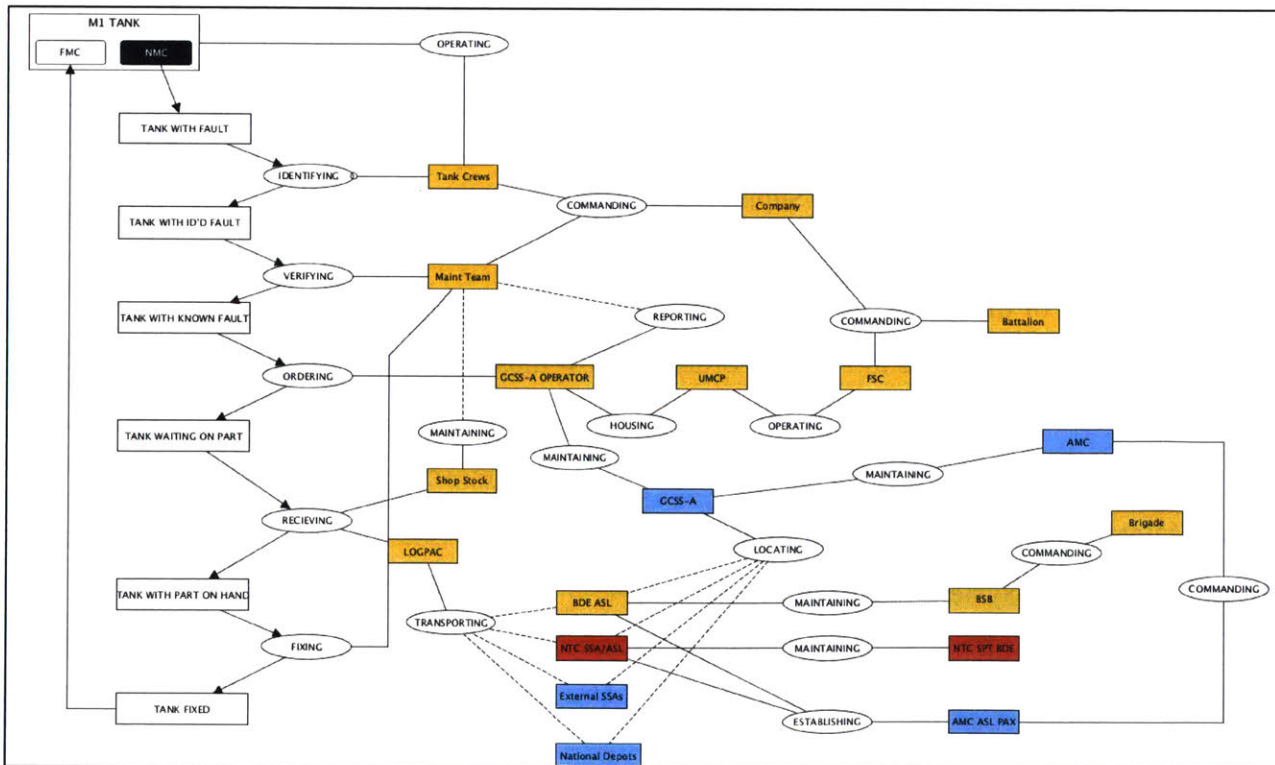 M1 TANK
FMC
NMC
OPERATING
TANK WITH FAULT
IDENTIFYING
Tank Crews
COMMANDING
Company
TANK WITH ID'D FAULT
VERIFYING
Maint Team
TANK WITH KNOWN FAULT
REPORTING
COMMANDING
Battalion
ORDERING
GCSS-A OPERATOR
UMCP
FSC
TANK WAITING ON PART
MAINTAINING
HOUSING
OPERATING
MAINTAINING
AMC
MAINTAINING
Shop Stock
GCSS-A
RECIEVING
LOGPAC
LOCATING
Brigade
COMMANDING
TANK WITH PART ON HAND
COMMANDING
BDE ASL
MAINTAINING
BSB
TRANSPORTING
FIXING
NTC SSA/ASL
MAINTAINING
NTC SPT BDE
External SSAs
TANK FIXED
ESTABLISHING
AMC ASL PAX
National Depots